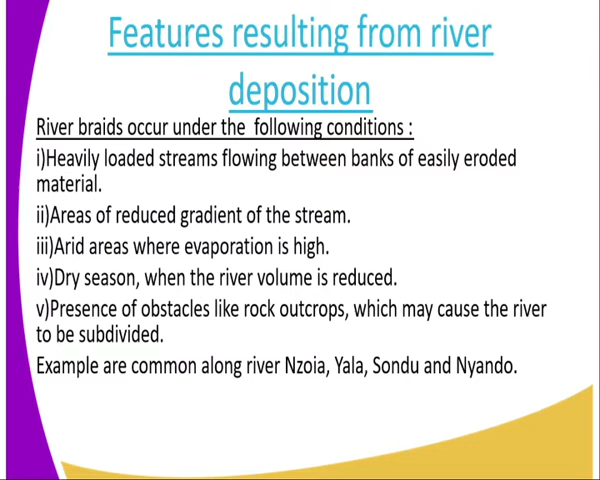 Features resulting from river
deposition
River braids occur under the  following conditions :
i)Heavily loaded streams flowing between banks of easily eroded
material.
ii)Areas of reduced gradient of the stream.
iii)Arid areas where evaporation is high.
iv)Dry season, when the river volume is reduced.
v)Presence of obstacles like rock outcrops, which may cause the river
to be subdivided.
Example are common along river Nzoia, Yala, Sondu and Nyando.